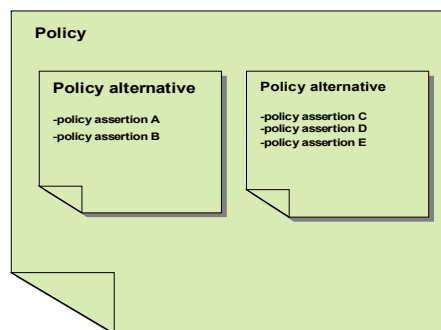 Policy
Policy alternative
-policy assertion A
-policy assertion B
Policy alternative
-policy assertion C
-policy assertion D
-policy assertion E